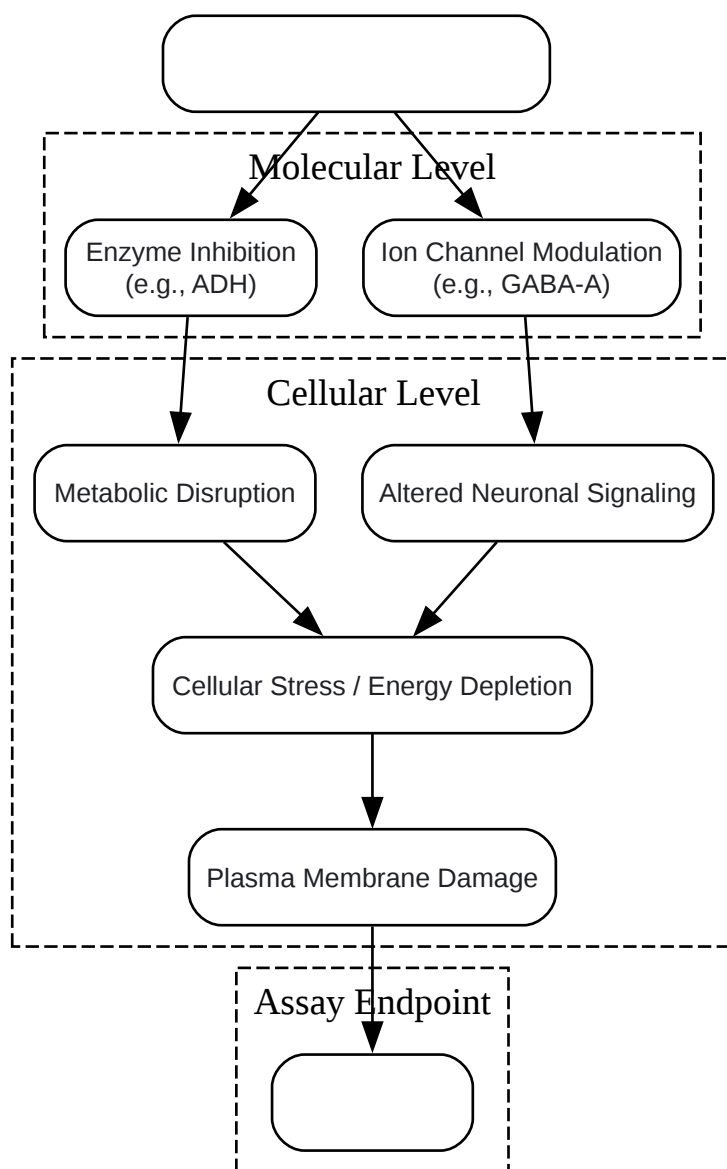 Molecular Level
Enzyme Inhibition
(e.g., ADH)
Ion Channel Modulation
(e.g., GABA-A)
Cellular Level
Metabolic Disruption
Altered Neuronal Signaling
Cellular Stress / Energy Depletion
Plasma Membrane Damage
Assay Endpoint